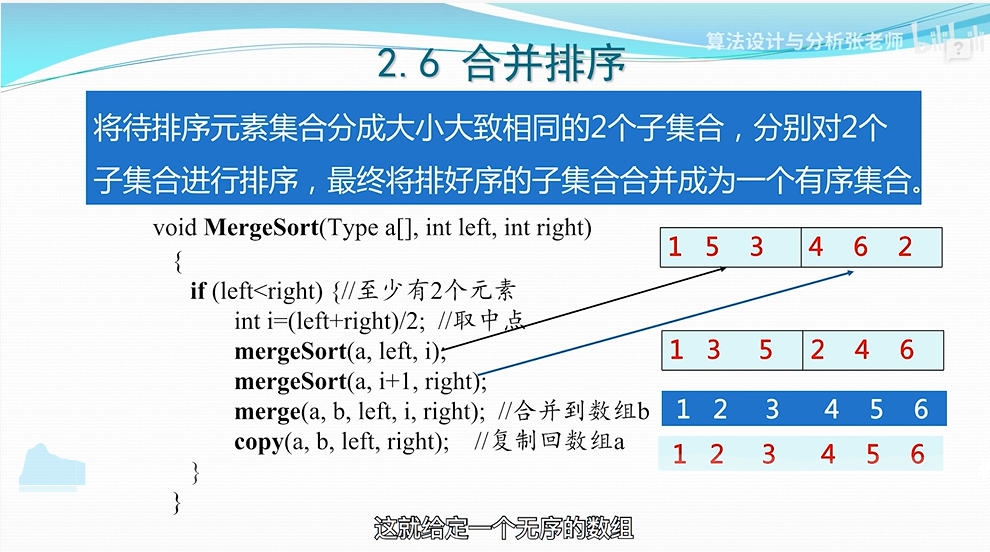 算法设计与分析张老师 bilibili
2.6 合并排序
将待排序元素集合分成大小大致相同的2个子集合，分别对2个
子集合进行排序，最终将排好序的子集合合并成为一个有序集合。
void MergeSort(Type a[], int left, int right)
{
if (left<right) {//至少有2个元素
int i=(left+right)/2; //取中点
mergeSort(a, left, i);
mergeSort(a, i+1, right);
merge(a, b, left, i, right); //合并到数组b
copy(a, b, left, right); //复制回数组a
}
}
1 5 3 4 6 2
1 3 5 2 4 6
1 2 3 4 5 6
1 2 3 4 5 6
这就给定一个无序的数组